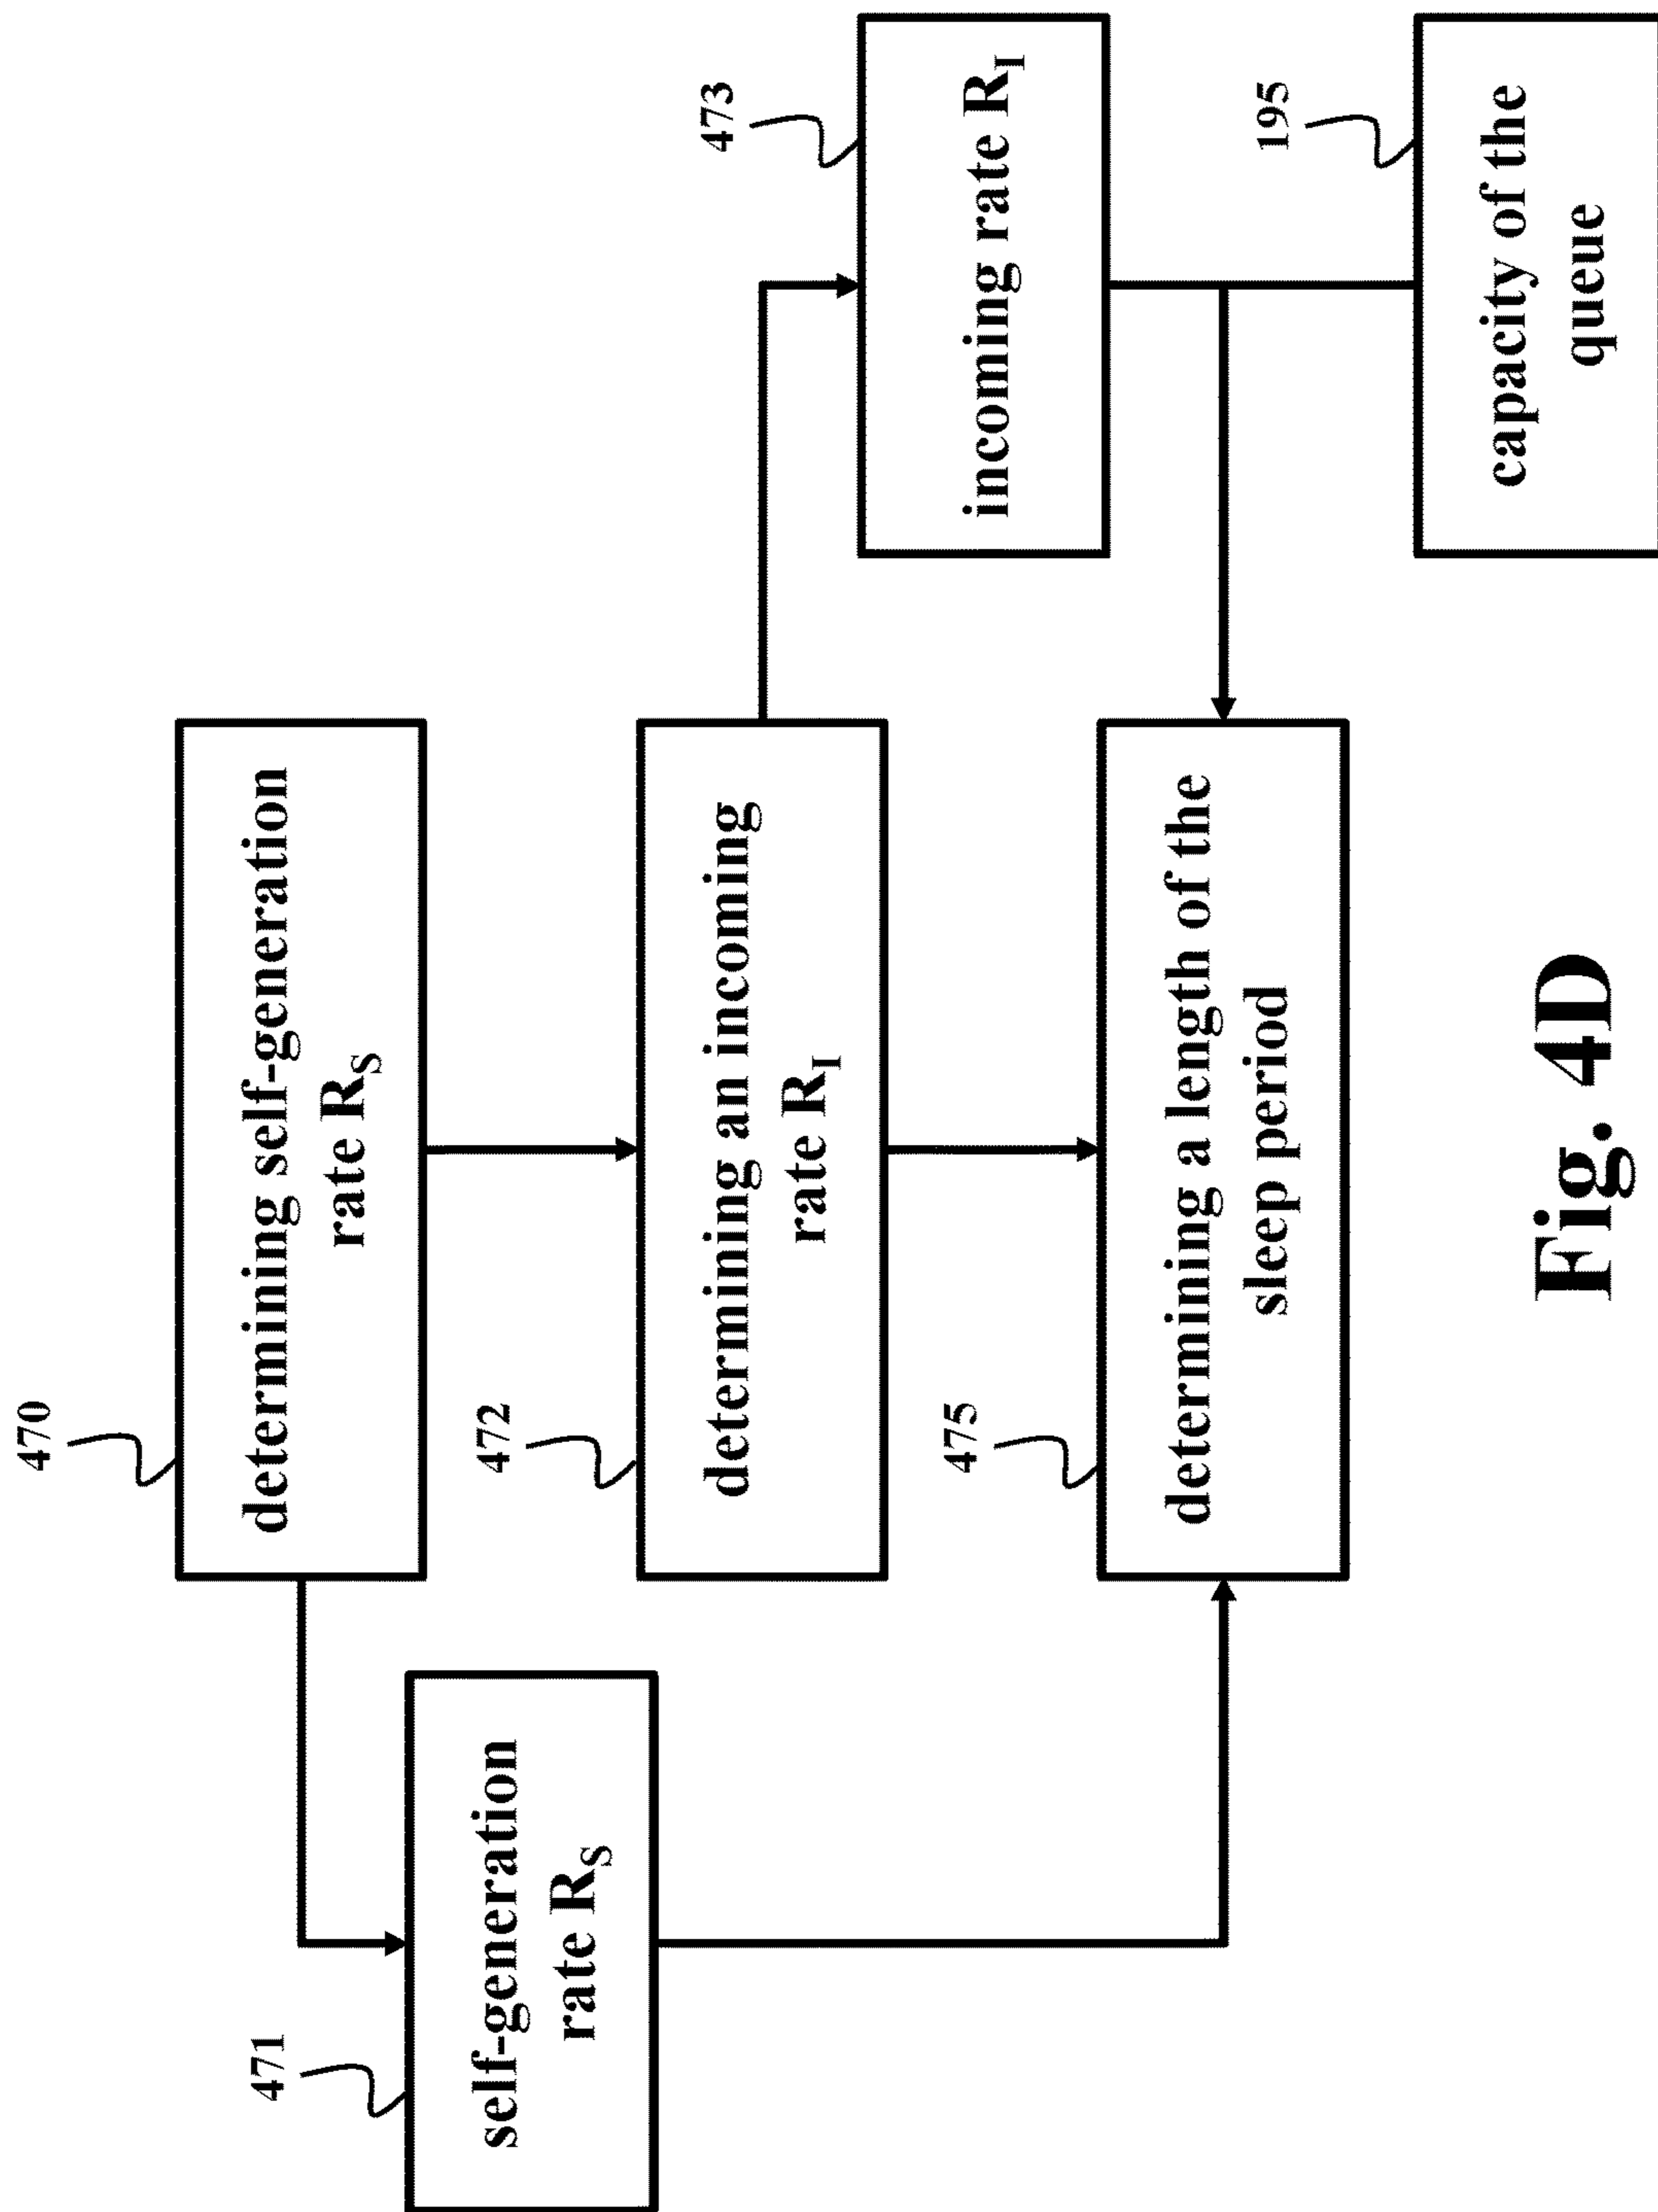 470
determining self-generation
rate R_S
471
self-generation
rate R_S
472
determining an incoming
rate R_I
473
incoming rate R_I
475
determining a length of the
sleep period
195
capacity of the
queue
Fig. 4D